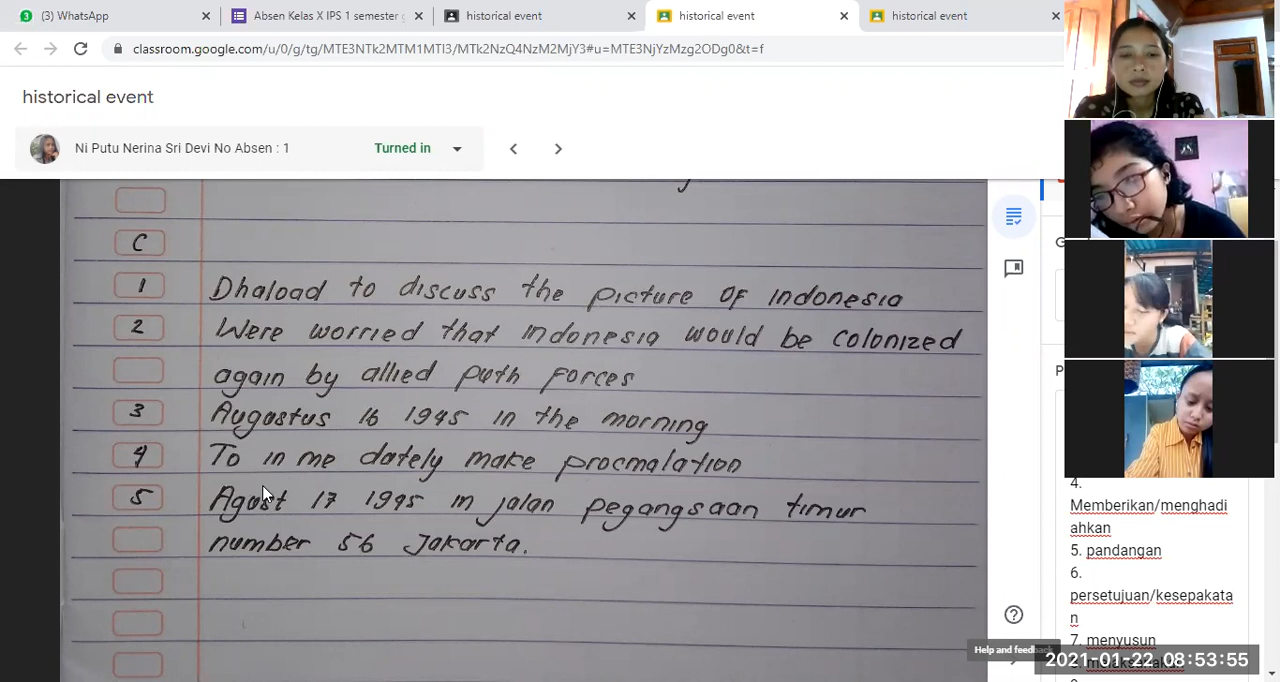 (3) WhatsApp
Absen Kelas X IPS 1 semester
historical event
historical event
historical event
classroom.google.com/u/0/g/tg/MTE3NTk2MTM1MTI3/MTk2NzQ4NzM2MjY3#u=MTE3NjYzMzg2ODg0&t=f
historical event
Ni Putu Nerina Sri Devi No Absen : 1
Turned in
C
1 Dhaload to discuss the picture of Indonesia
2 Were worried that indonesia would be colonized
again by allied puth forces
3 Augustus 16 1945 in the morning
4 To in me dately make procmalation
5 Agust 17 1945 in jalan pegangsaan timur
number 56 Jakarta.
G
P
4.
Memberikan/menghadi
ahkan
5. pandangan
6.
persetujuan/kesepakata
n
7. menyusun
Help and feedback
2021-01-22 08:53:55